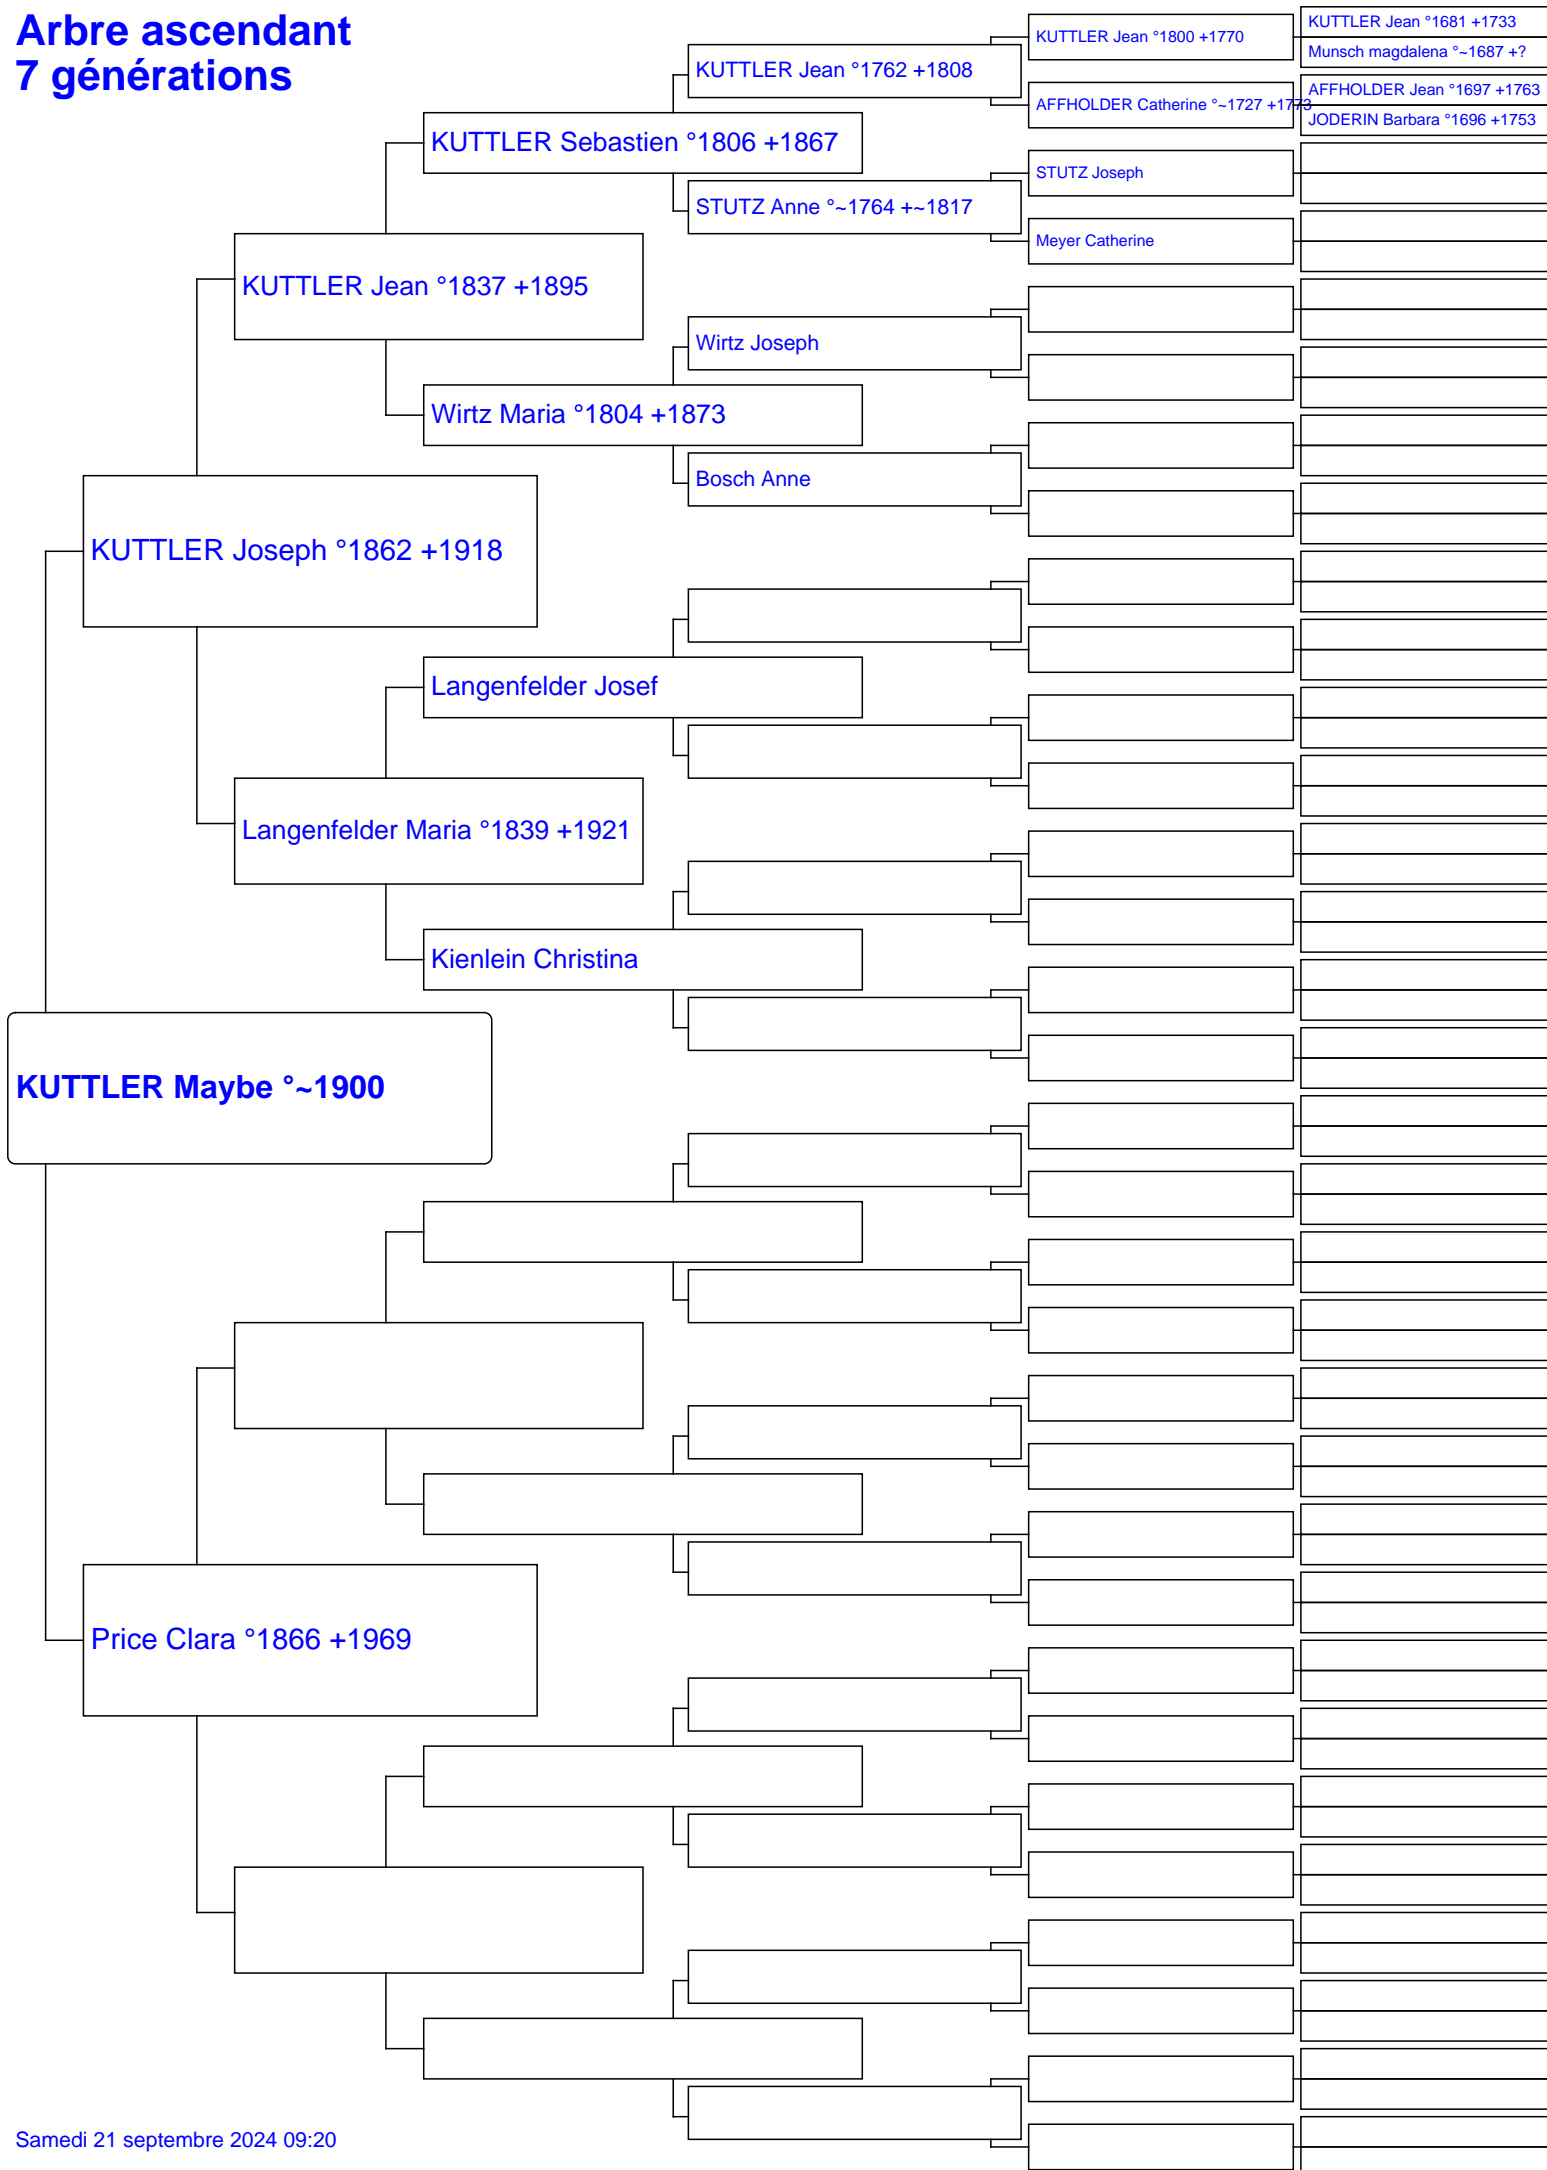 Arbre ascendant
7 générations
KUTTLER Jean °1681 +1733
KUTTLER Jean °1800 +1770
Munsch magdalena °~1687 +?
KUTTLER Jean °1762 +1808
AFFHOLDER Jean °1697 +1763
AFFHOLDER Catherine °~1727 +1773
JODERIN Barbara °1696 +1753
KUTTLER Sebastien °1806 +1867
STUTZ Joseph
STUTZ Anne °~1764 +~1817
Meyer Catherine
KUTTLER Jean °1837 +1895
Wirtz Joseph
Wirtz Maria °1804 +1873
Bosch Anne
KUTTLER Joseph °1862 +1918
Langenfelder Josef
Langenfelder Maria °1839 +1921
Kienlein Christina
KUTTLER Maybe °~1900
Price Clara °1866 +1969
Samedi 21 septembre 2024 09:20